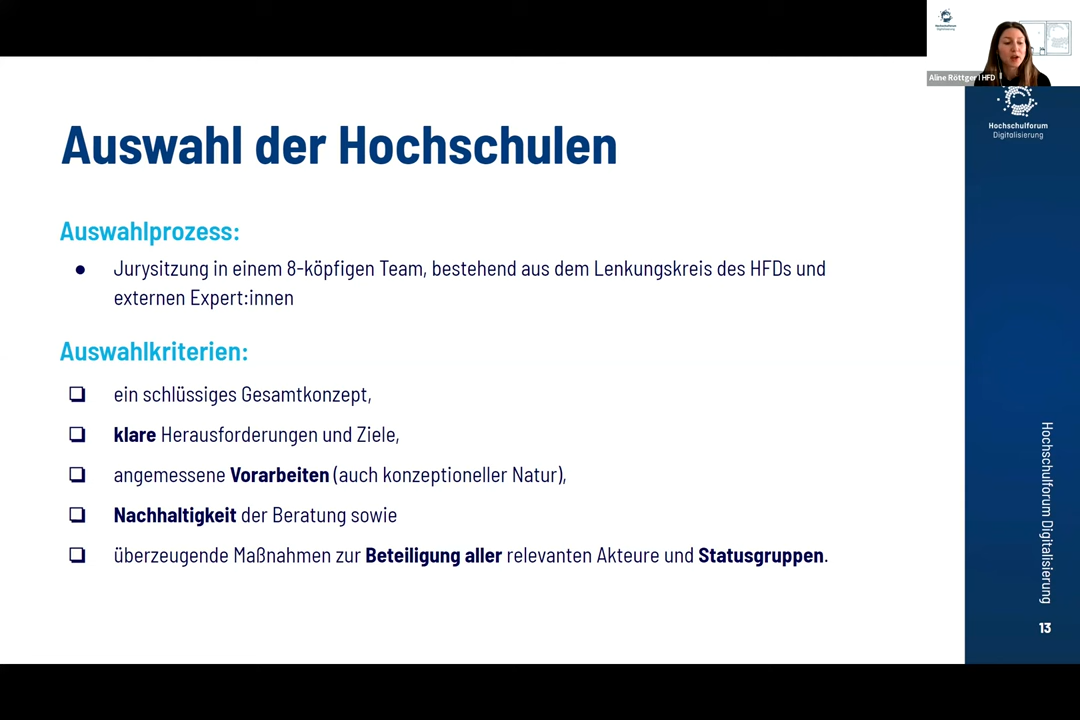 Auswahl der Hochschulen
Auswahlprozess:
● Jurysitzung in einem 8-köpfigen Team, bestehend aus dem Lenkungskreis des HFDs und
externen Expert:innen
Auswahlkriterien:
❏ ein schlüssiges Gesamtkonzept,
❏ klare Herausforderungen und Ziele,
❏ angemessene Vorarbeiten (auch konzeptioneller Natur),
❏ Nachhaltigkeit der Beratung sowie
❏ überzeugende Maßnahmen zur Beteiligung aller relevanten Akteure und Statusgruppen.
Aline Röttger | HFD
Hochschulforum
Digitalisierung
Hochschulforum Digitalisierung
13